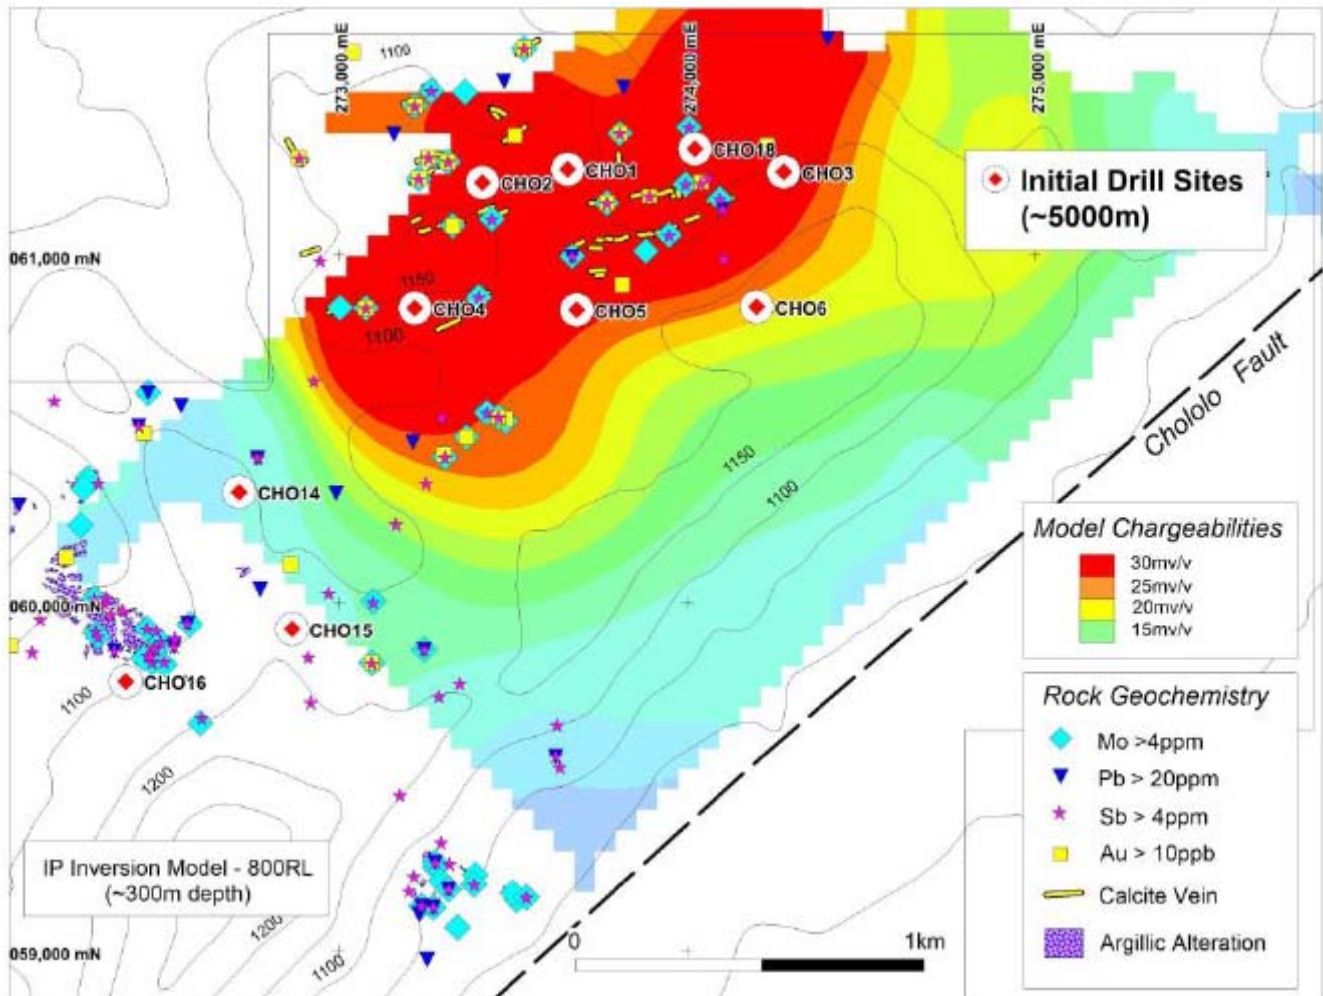 1100
273,000 mE
274,000 mE
275,000 mE
CHO18
CHO1
CHO2
CHO3
Initial Drill Sites
(~5000m)
061,000 mN
1150
CHO4
CHO5
CHO6
1100
Chololo Fault
1150
1100
CHO14
Model Chargeabilities
30mv/v
25mv/v
20mv/v
15mv/v
060,000 mN
CHO15
CHO16
1100
Rock Geochemistry
Mo >4ppm
Pb > 20ppm
Sb > 4ppm
Au > 10ppb
Calcite Vein
Argillic Alteration
1200
IP Inversion Model - 800RL
(~300m depth)
1200
1100
059,000 mN
0
1km